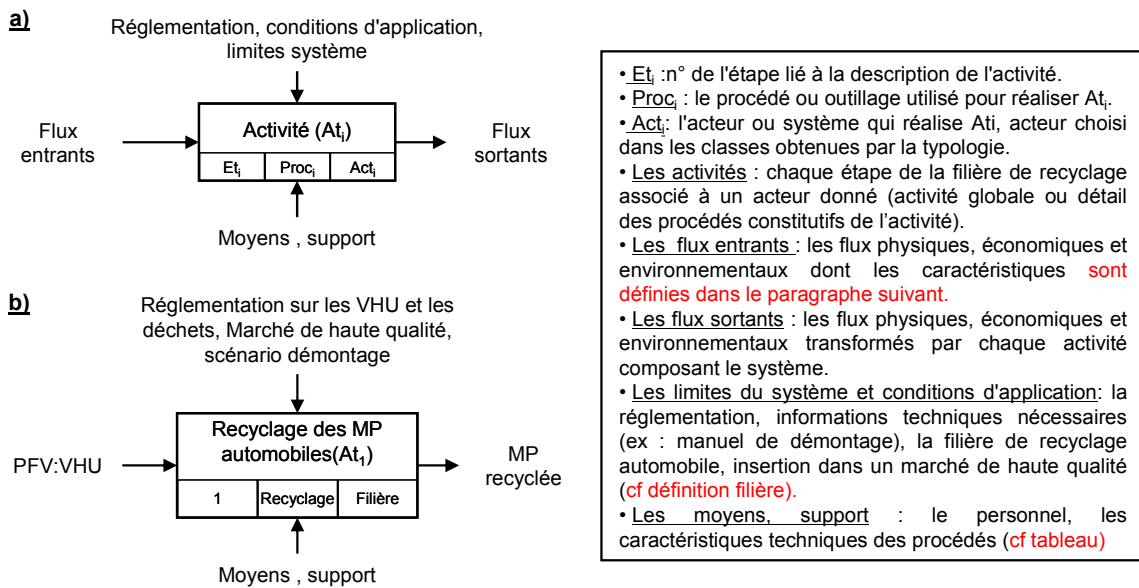 a)
Réglementation, conditions d'application,
limites système
Flux
entrants
Activité (Ati)
Eti
Proci
Acti
Flux
sortants
Moyens , support
b)
Réglementation sur les VHU et les
déchets, Marché de haute qualité,
scénario démontage
PFV:VHU
Recyclage des MP
automobiles(At1)
1
Recyclage
Filière
MP
recyclée
Moyens , support
• Eti :n° de l'étape lié à la description de l'activité.
• Proci : le procédé ou outillage utilisé pour réaliser Ati.
• Acti: l'acteur ou système qui réalise Ati, acteur choisi
dans les classes obtenues par la typologie.
• Les activités : chaque étape de la filière de recyclage
associé à un acteur donné (activité globale ou détail
des procédés constitutifs de l'activité).
• Les flux entrants : les flux physiques, économiques et
environnementaux dont les caractéristiques sont
définies dans le paragraphe suivant.
• Les flux sortants : les flux physiques, économiques et
environnementaux transformés par chaque activité
composant le système.
• Les limites du système et conditions d'application: la
réglementation, informations techniques nécessaires
(ex : manuel de démontage), la filière de recyclage
automobile, insertion dans un marché de haute qualité
(cf définition filière).
• Les moyens, support : le personnel, les
caractéristiques techniques des procédés (cf tableau)